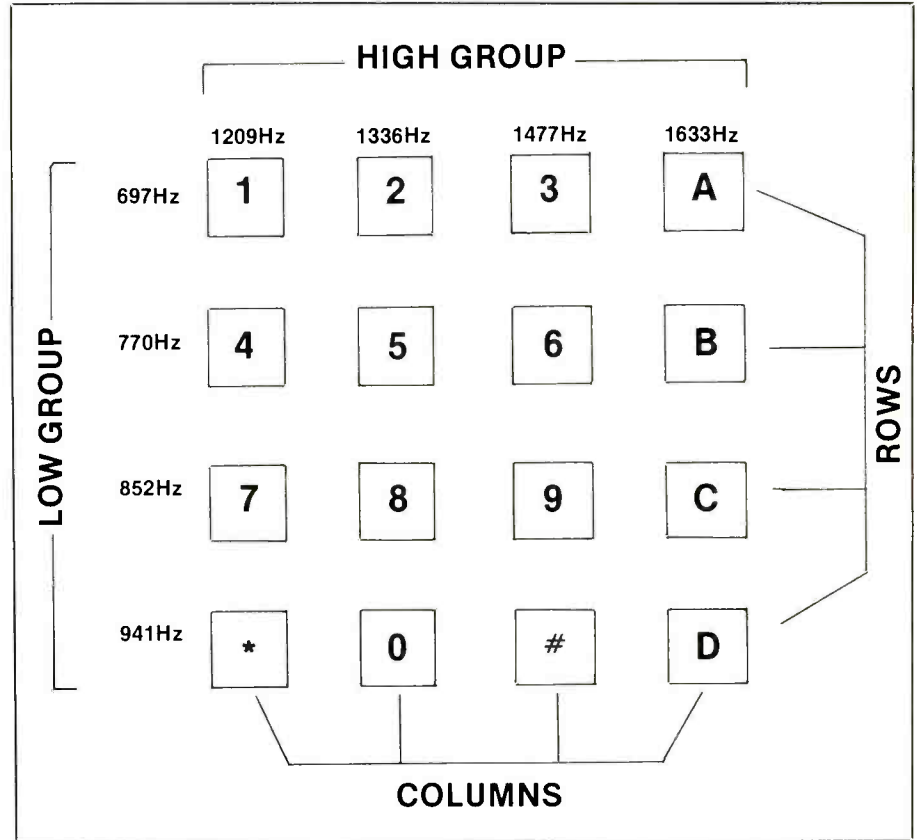 HIGH GROUP
1209Hz 1336Hz 1477Hz 1633Hz
697Hz 1 2 3 A
770Hz 4 5 6 B
852Hz 7 8 9 C
941Hz * 0 # D
LOW GROUP
ROWS
COLUMNS